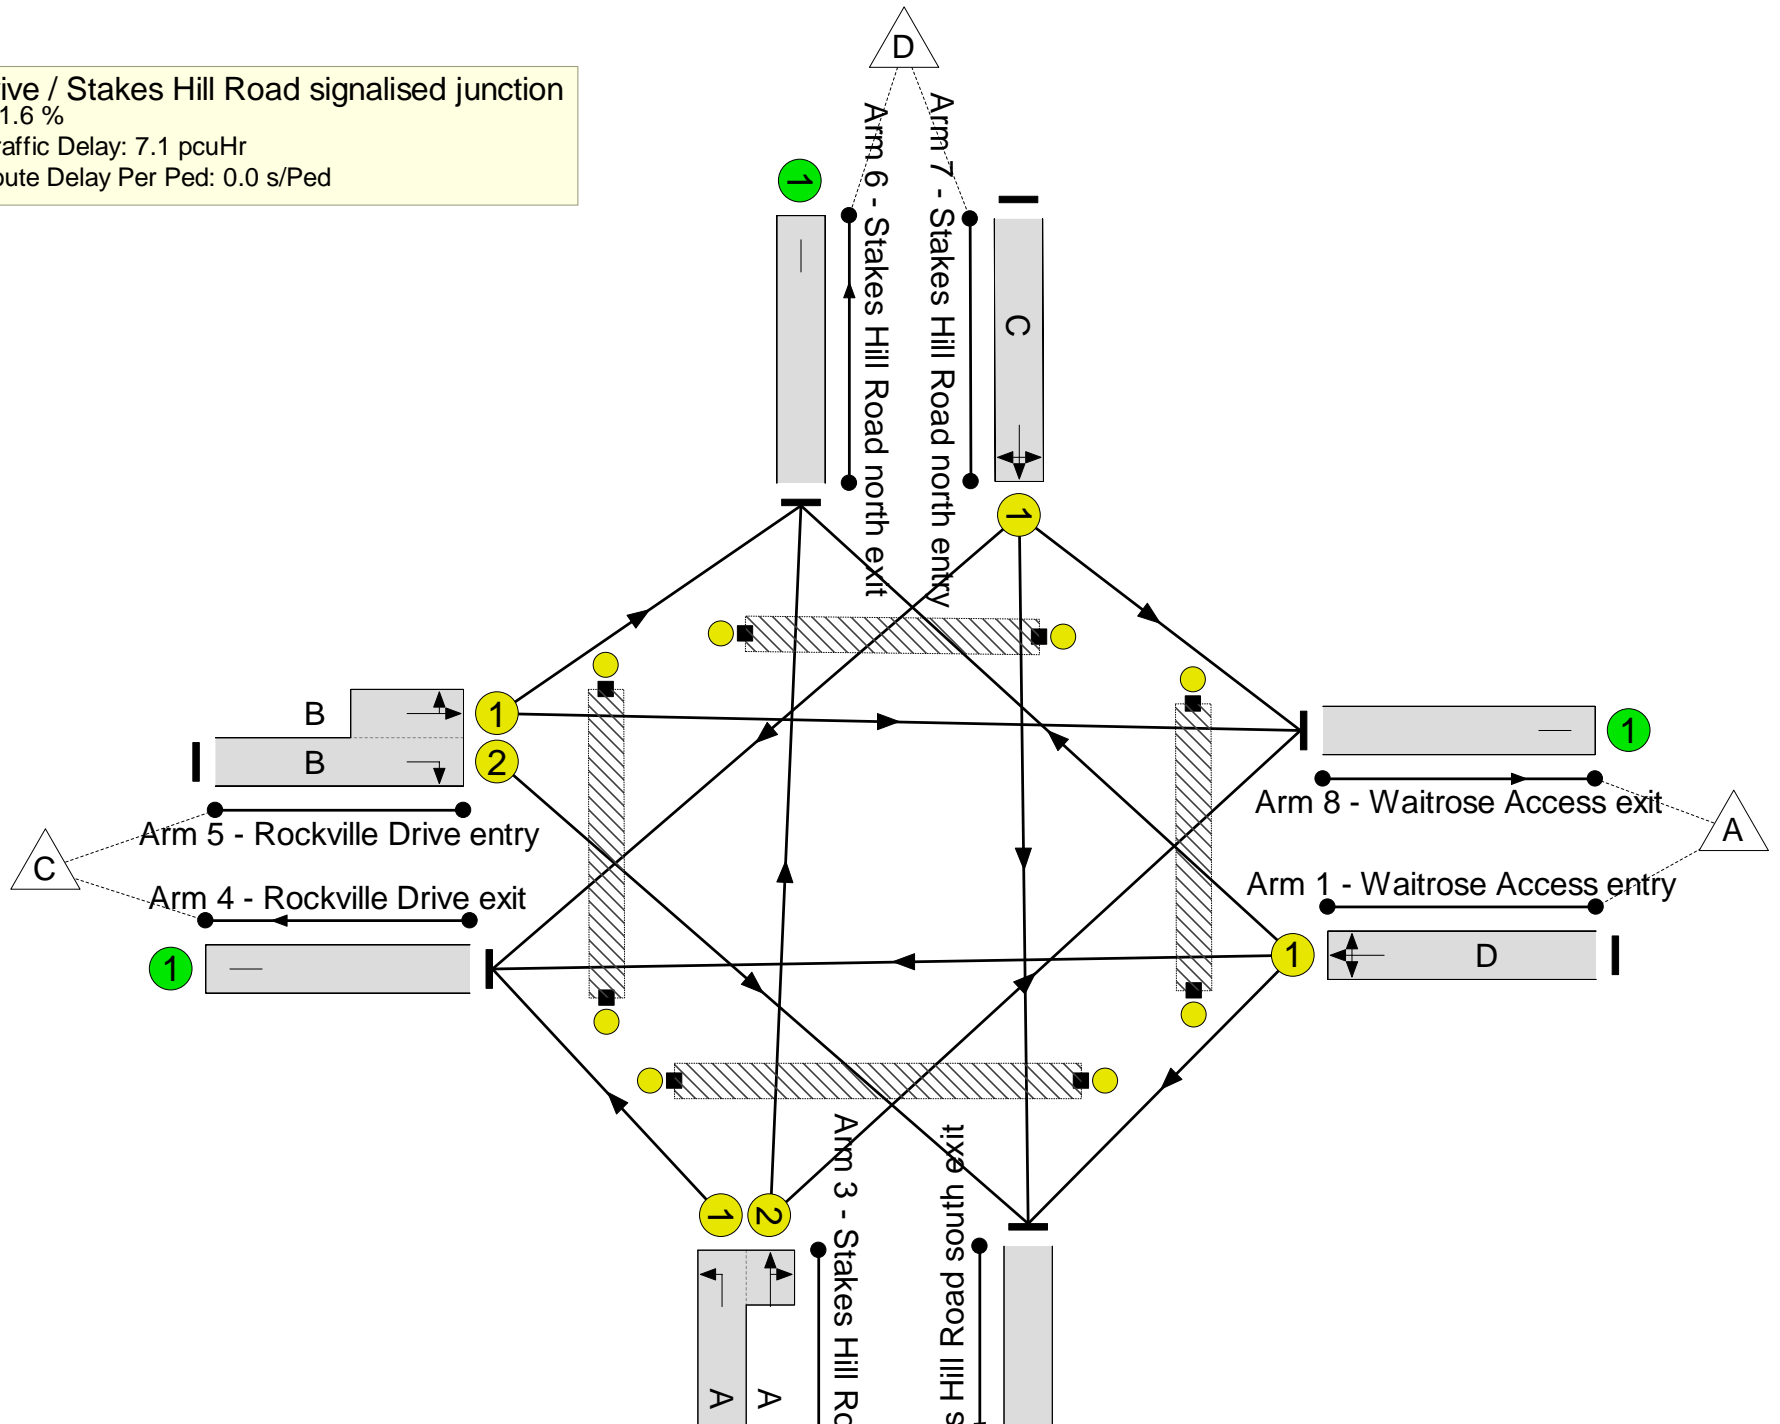 D
ive / Stakes Hill Road signalised junction
1.6 %
affic Delay: 7.1 pcuHr
oute Delay Per Ped: 0.0 s/Ped
1
Arm 6 - Stakes Hill Road north exit
Arm 7 - Stakes Hill Road north entry
C
1
B
1
B
2
1
Arm 8 - Waitrose Access exit
A
Arm 5 - Rockville Drive entry
C
Arm 4 - Rockville Drive exit
Arm 1 - Waitrose Access entry
1
1
D
1
2
Arm 3 - Stakes Hill Ro
s Hill Road south exit
A
A